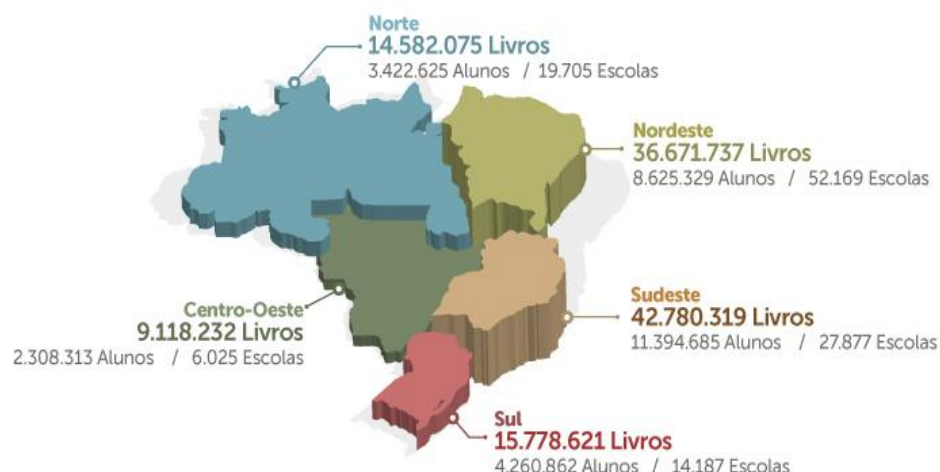 Norte
14.582.075 Livros
3.422.625 Alunos / 19.705 Escolas
Nordeste
36.671.737 Livros
8.625.329 Alunos / 52.169 Escolas
Centro-Oeste
9.118.232 Livros
2.308.313 Alunos / 6.025 Escolas
Sudeste
42.780.319 Livros
11.394.685 Alunos / 27.877 Escolas
Sul
15.778.621 Livros
4.260.862 Alunos / 14.187 Escolas